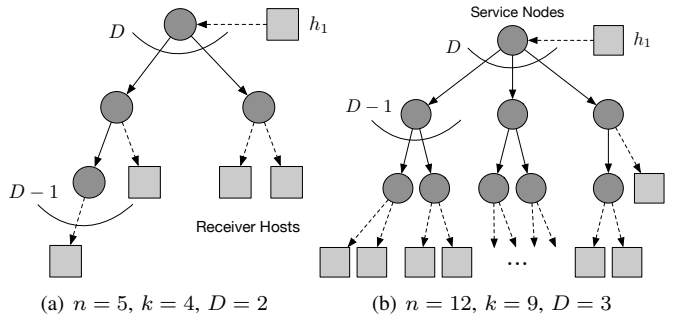 Service Nodes
D
h₁
D
h₁
D − 1
D − 1
Receiver Hosts
...
(a) n = 5, k = 4, D = 2
(b) n = 12, k = 9, D = 3